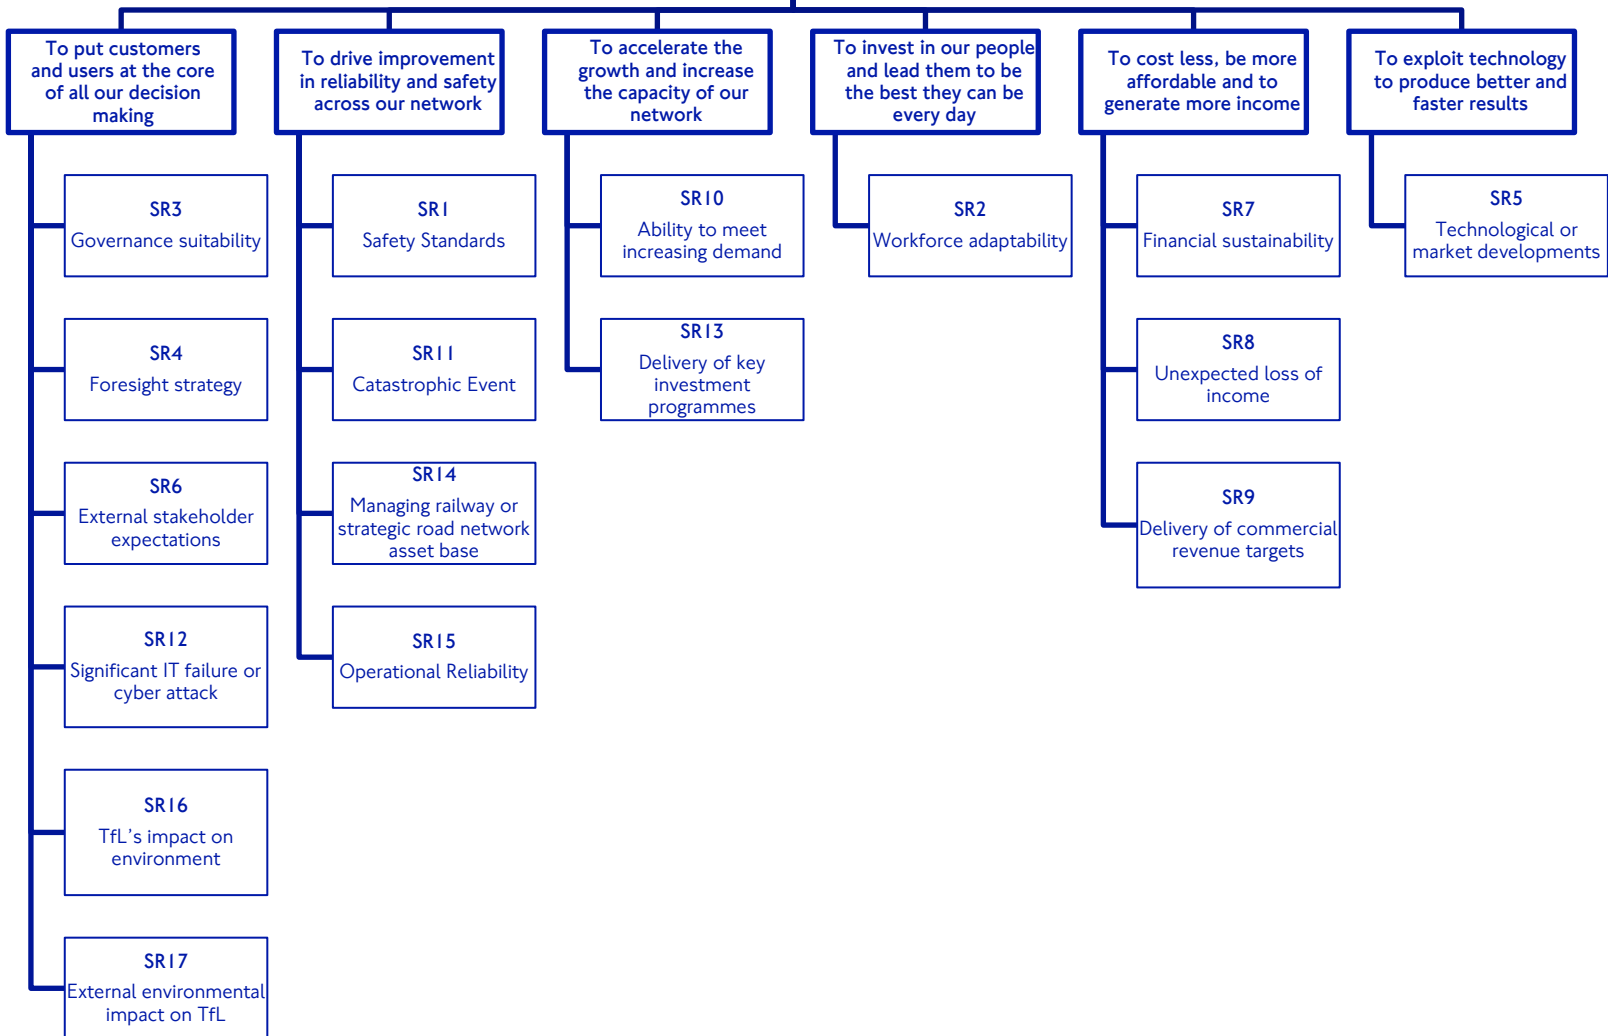 To put customers
and users at the core
of all our decision
making
To drive improvement
in reliability and safety
across our network
To accelerate the
growth and increase
the capacity of our
network
To invest in our people
and lead them to be
the best they can be
every day
To cost less, be more
affordable and to
generate more income
To exploit technology
to produce better and
faster results
SR3
Governance suitability
SR4
Foresight strategy
SR6
External stakeholder
expectations
SR12
Significant IT failure or
cyber attack
SR16
TfL's impact on
environment
SR17
External environmental
impact on TfL
SR1
Safety Standards
SR11
Catastrophic Event
SR14
Managing railway or
strategic road network
asset base
SR15
Operational Reliability
SR10
Ability to meet
increasing demand
SR13
Delivery of key
investment
programmes
SR2
Workforce adaptability
SR7
Financial sustainability
SR8
Unexpected loss of
income
SR9
Delivery of commercial
revenue targets
SR5
Technological or
market developments